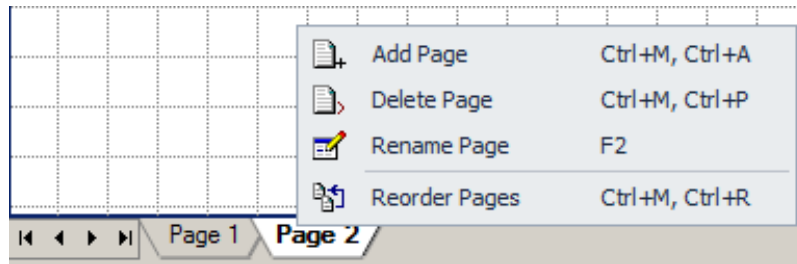 Add Page Ctrl+M, Ctrl+A
Delete Page Ctrl+M, Ctrl+P
Rename Page F2
Reorder Pages Ctrl+M, Ctrl+R
Page 1 Page 2